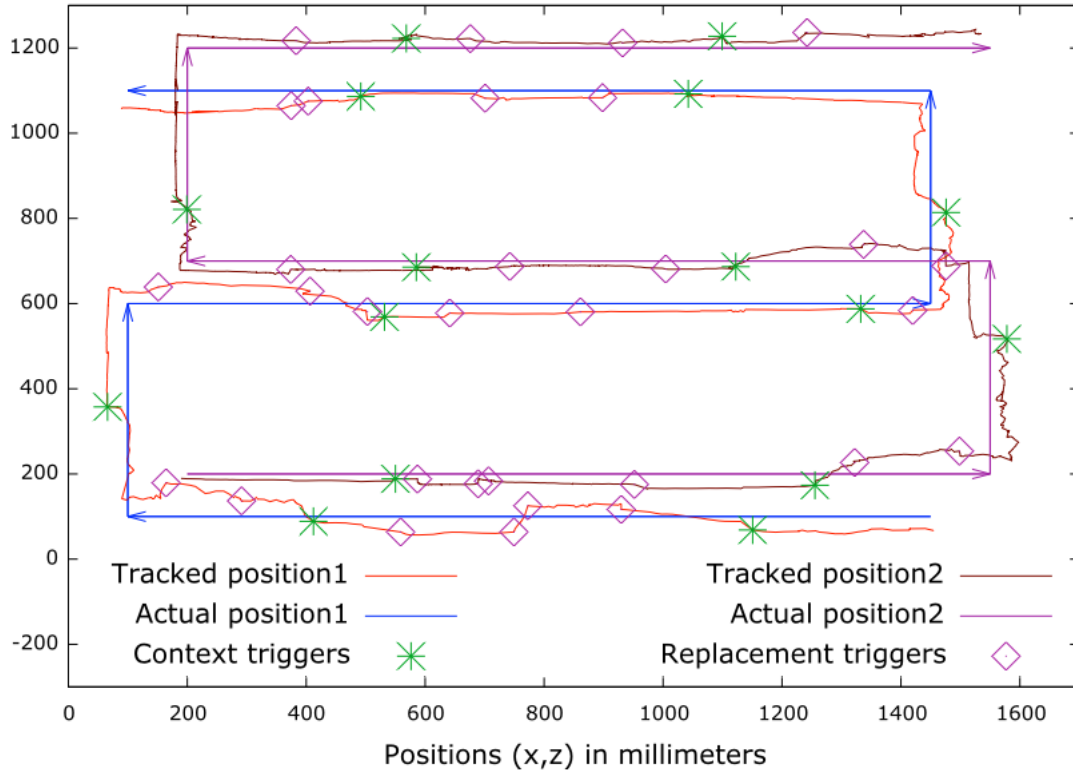 1200
1000
800
600
400
200
0
-200
Tracked position1
Tracked position2
Actual position1
Actual position2
Context triggers
Replacement triggers
0 200 400 600 800 1000 1200 1400 1600
Positions (x,z) in millimeters